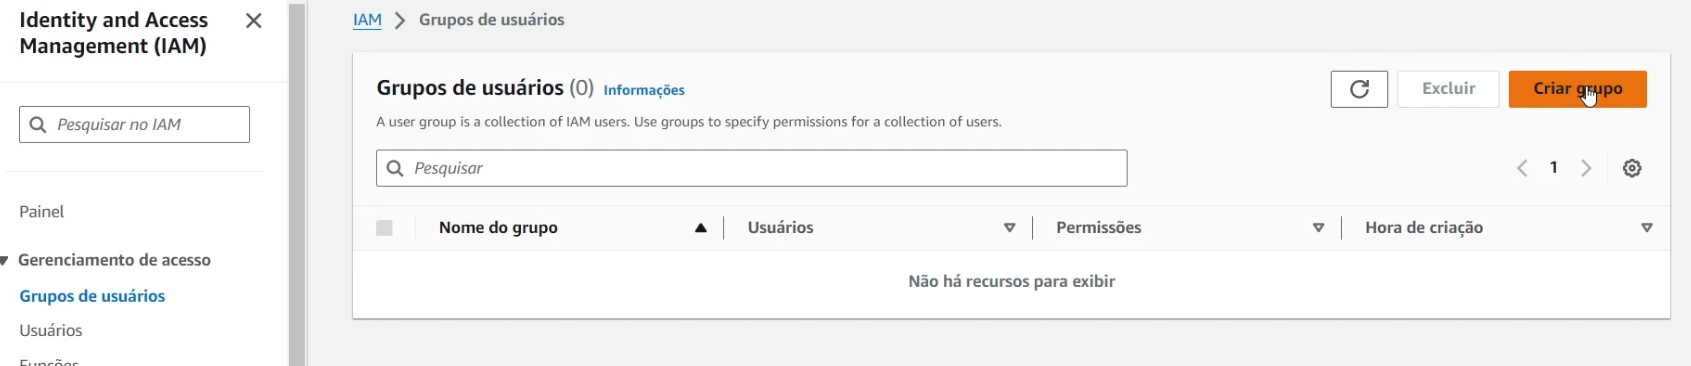 Identity and Access
Management (IAM)
Pesquisar no IAM
Painel
Gerenciamento de acesso
Grupos de usuários
Usuários
Funções
IAM > Grupos de usuários
Grupos de usuários (0) Informações
Excluir
Criar grupo
A user group is a collection of IAM users. Use groups to specify permissions for a collection of users.
Pesquisar
1
Nome do grupo Usuários Permissões Hora de criação
Não há recursos para exibir